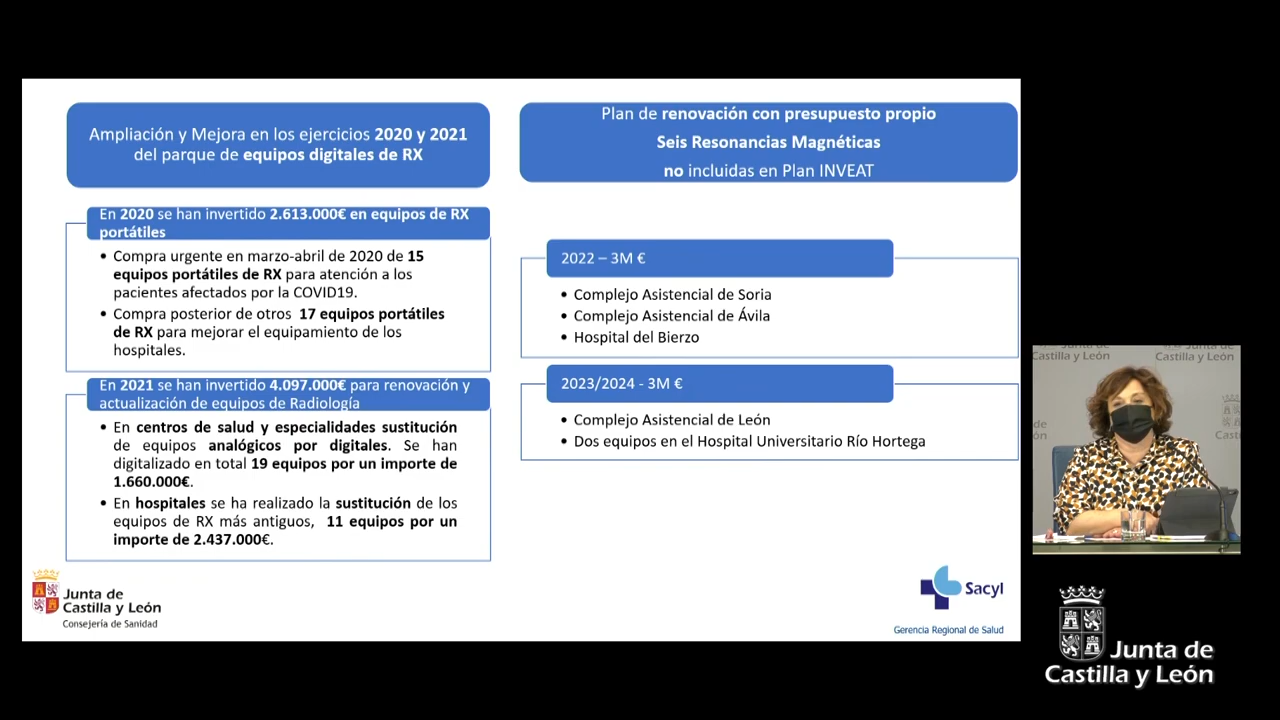 Ampliación y Mejora en los ejercicios 2020 y 2021
del parque de equipos digitales de RX
En 2020 se han invertido 2.613.000€ en equipos de RX
portátiles
• Compra urgente en marzo-abril de 2020 de 15
equipos portátiles de RX para atención a los
pacientes afectados por la COVID19.
• Compra posterior de otros 17 equipos portátiles
de RX para mejorar el equipamiento de los
hospitales.
En 2021 se han invertido 4.097.000€ para renovación y
actualización de equipos de Radiología
• En centros de salud y especialidades sustitución
de equipos analógicos por digitales. Se han
digitalizado en total 19 equipos por un importe de
1.660.000€.
• En hospitales se ha realizado la sustitución de los
equipos de RX más antiguos, 11 equipos por un
importe de 2.437.000€.
Plan de renovación con presupuesto propio
Seis Resonancias Magnéticas
no incluidas en Plan INVEAT
2022 – 3M €
• Complejo Asistencial de Soria
• Complejo Asistencial de Ávila
• Hospital del Bierzo
2023/2024 - 3M €
• Complejo Asistencial de León
• Dos equipos en el Hospital Universitario Río Hortega
Junta de
Castilla y León
Consejería de Sanidad
Sacyl
Gerencia Regional de Salud
Castilla y León
Castilla y León
Junta de
Castilla y León